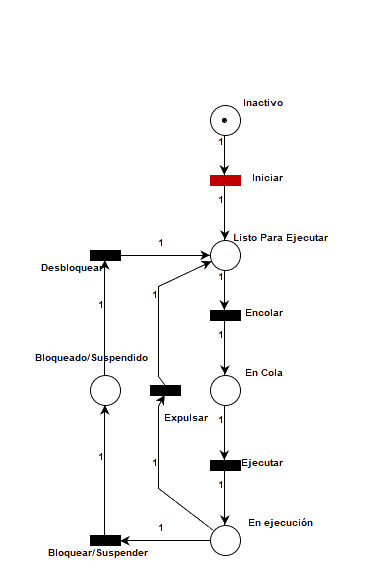 Inactivo
1
Iniciar
1
Listo Para Ejecutar
1
1
Desbloquear
1
1
Encolar
1
Bloqueado/Suspendido
En Cola
Expulsar
1
1
1
Ejecutar
1
En ejecución
1
Bloquear/Suspender